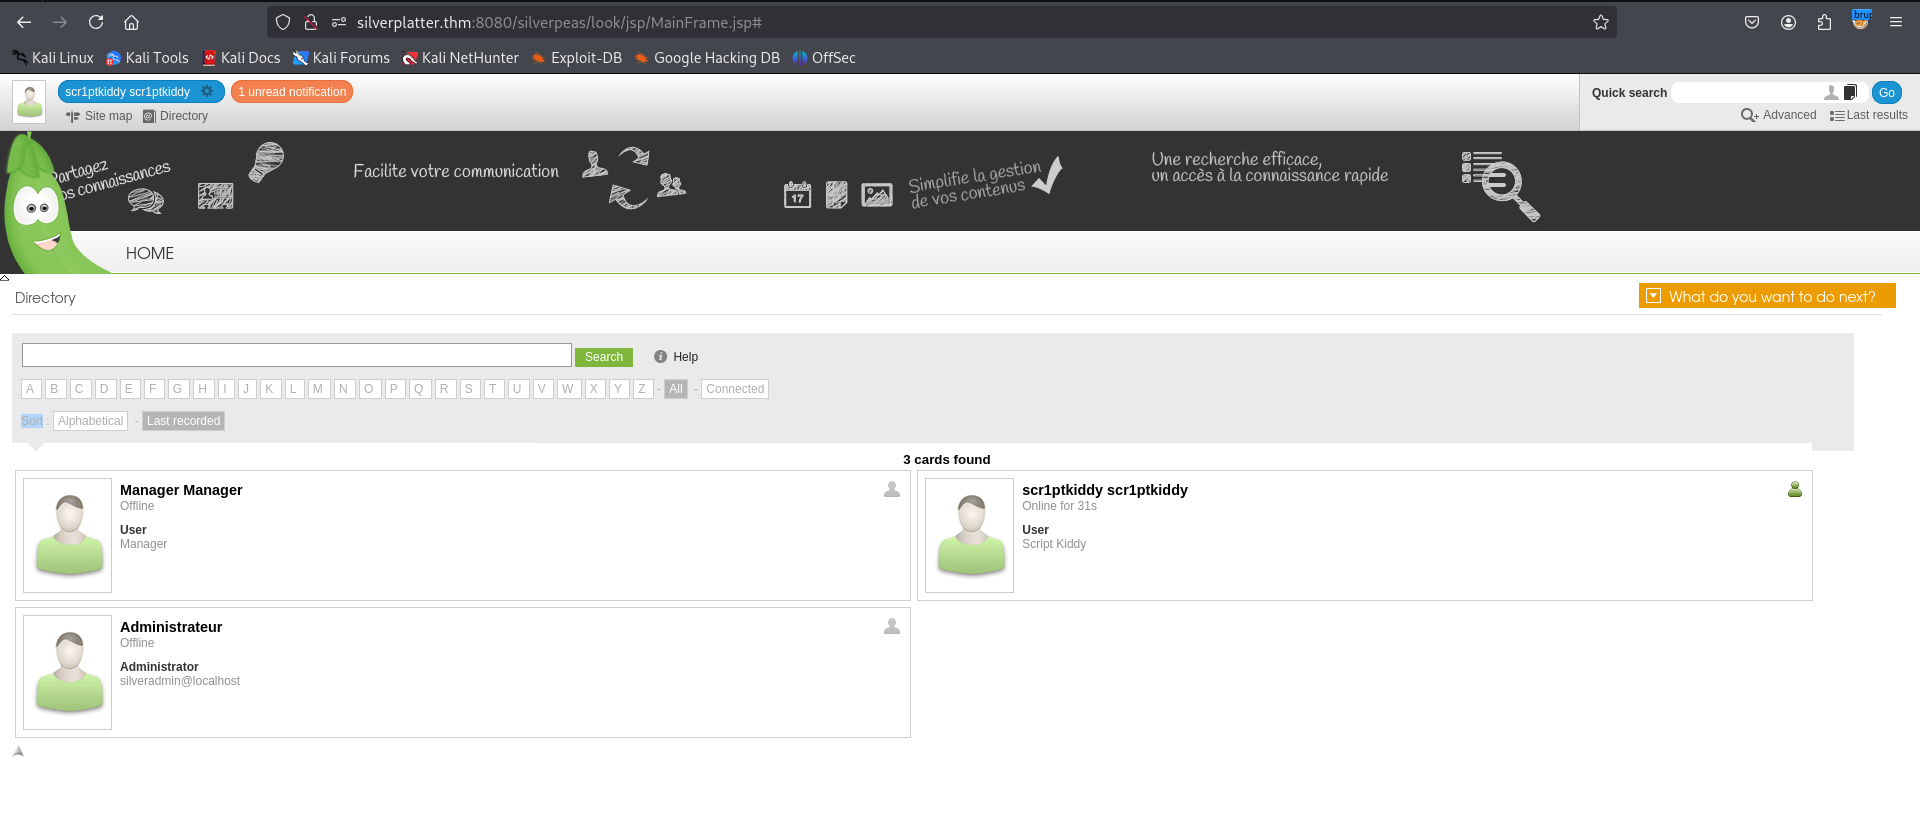 silverplatter.thm:8080/silverpeas/look/jsp/MainFrame.jsp#
Kali Linux Kali Tools Kali Docs Kali Forums Kali NetHunter Exploit-DB Google Hacking DB OffSec
scr1ptkiddy scr1ptkiddy 1 unread notification
Site map Directory
Quick search Go
Advanced Last results
Partagez
os connaissances
Facilite votre communication
17
Simplifie la gestion
de vos contenus
Une recherche efficace,
un accès à la connaissance rapide
HOME
Directory
What do you want to do next?
Search Help
A B C D E F G H I J K L M N O P Q R S T U V W X Y Z - All - Connected
Sort : Alphabetical - Last recorded
3 cards found
Manager Manager
Offline
User
Manager
scr1ptkiddy scr1ptkiddy
Online for 31s
User
Script Kiddy
Administrateur
Offline
Administrator
silveradmin@localhost